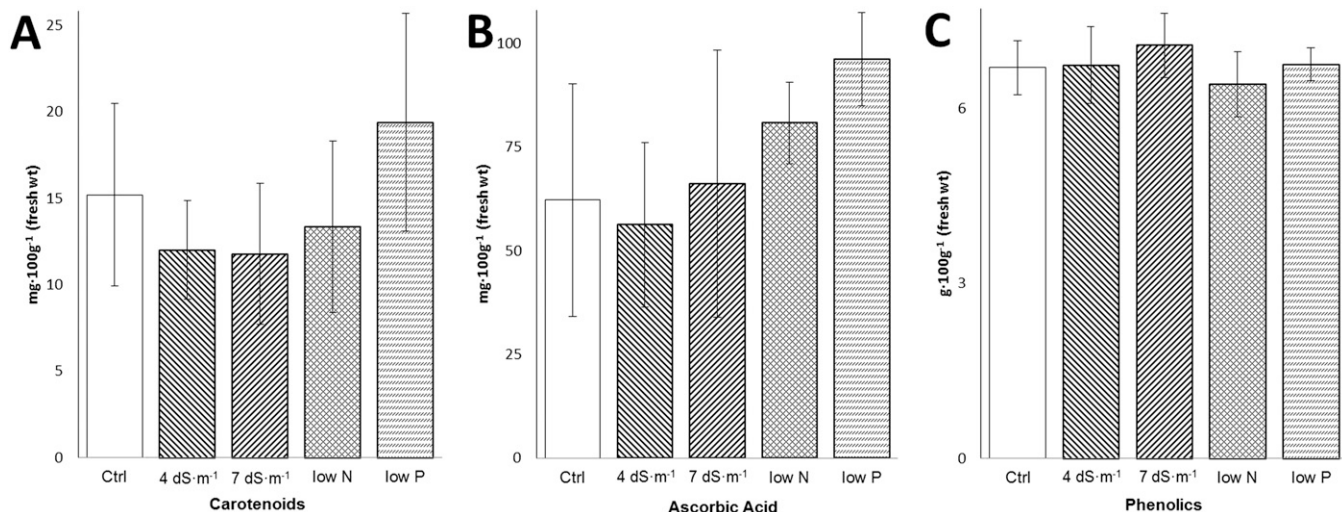 A
25
20
15
10
5
0
mg·100g⁻¹ (fresh wt)
Ctrl 4 dS·m⁻¹ 7 dS·m⁻¹ low N low P
Carotenoids
B
100
75
50
25
0
mg·100g⁻¹ (fresh wt)
Ctrl 4 dS·m⁻¹ 7 dS·m⁻¹ low N low P
Ascorbic Acid
C
6
3
0
g·100g⁻¹ (fresh wt)
Ctrl 4 dS·m⁻¹ 7 dS·m⁻¹ low N low P
Phenolics